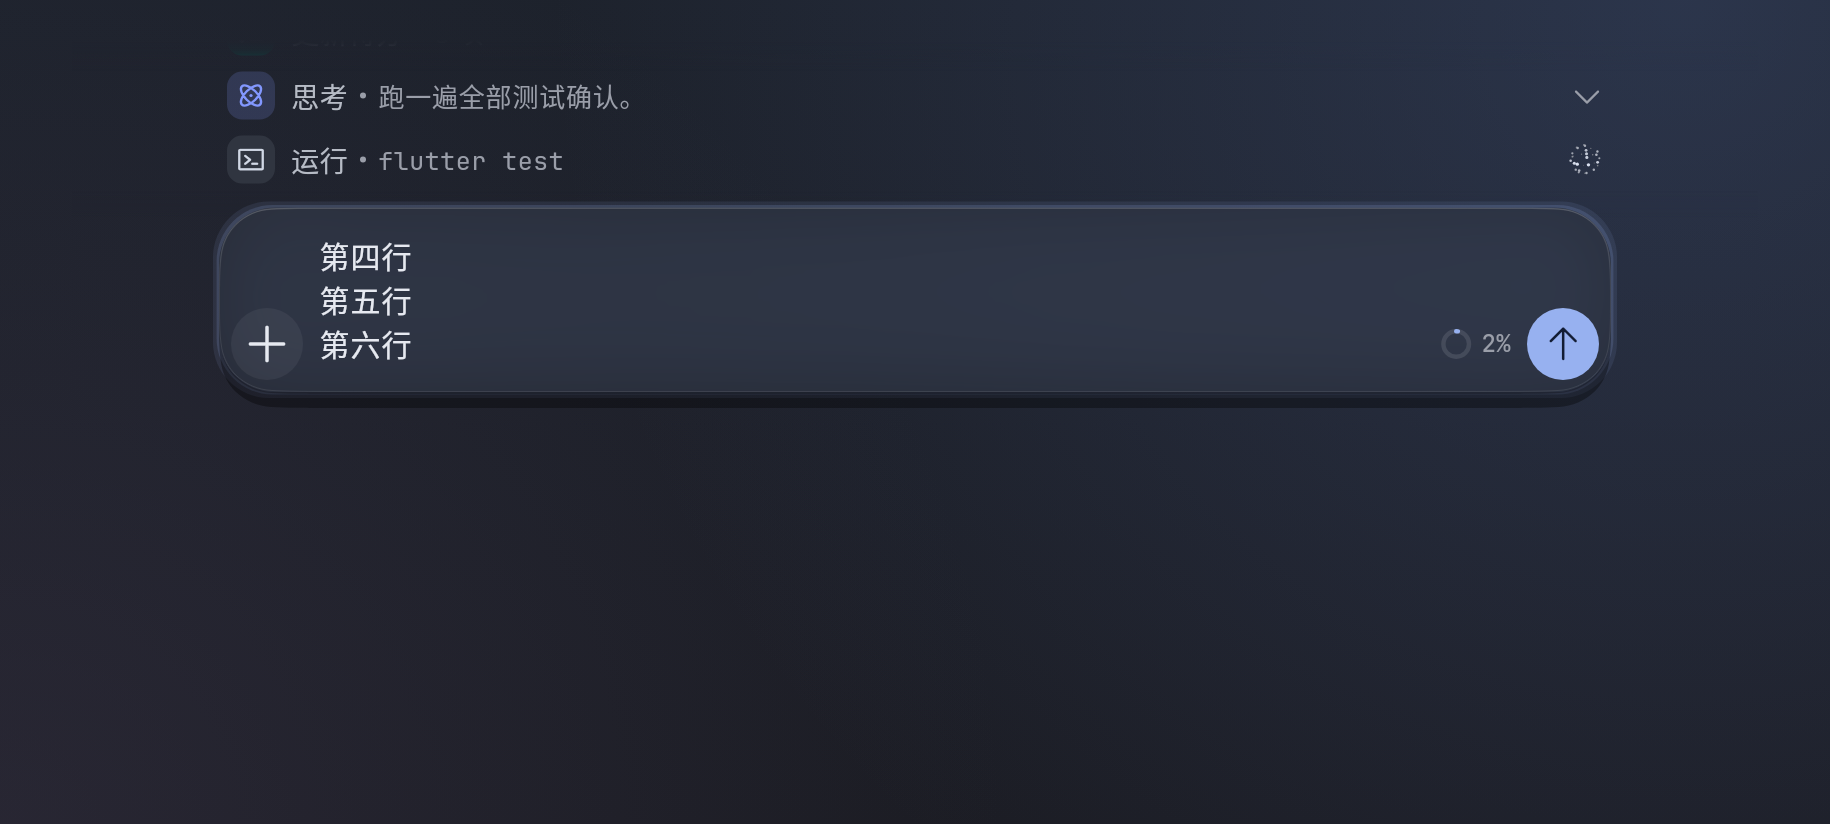 思考・跑一遍全部测试确认。
运行・flutter test
第四行
第五行
第六行
2%